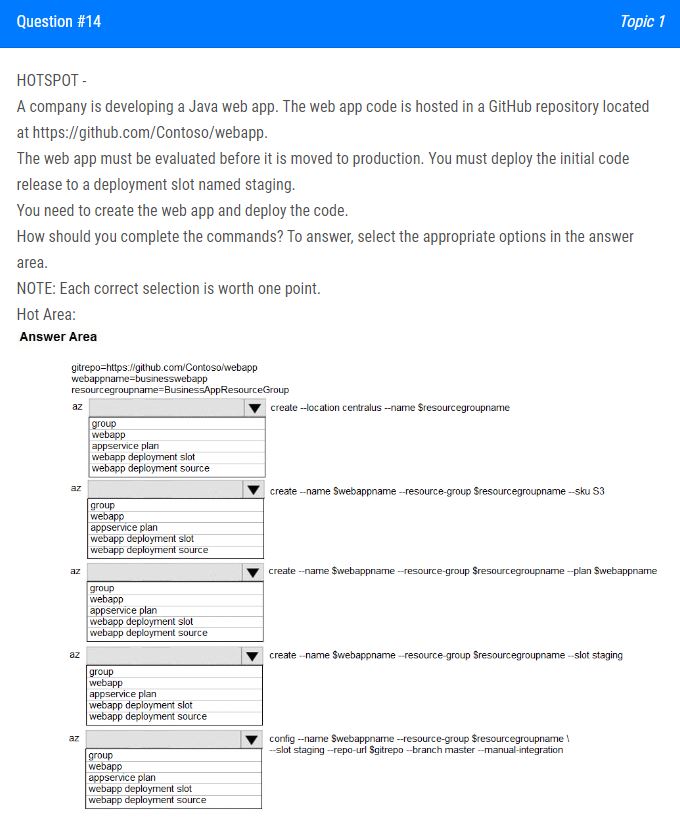 Question #14
Topic 1
HOTSPOT -
A company is developing a Java web app. The web app code is hosted in a GitHub repository located
at https://github.com/Contoso/webapp.
The web app must be evaluated before it is moved to production. You must deploy the initial code
release to a deployment slot named staging.
You need to create the web app and deploy the code.
How should you complete the commands? To answer, select the appropriate options in the answer
area.
NOTE: Each correct selection is worth one point.
Hot Area:
Answer Area
gitrepo=https://github.com/Contoso/webapp
webappname=businesswebapp
resourcegroupname=BusinessAppResourceGroup
az create --location centralus --name $resourcegroupname
group
webapp
appservice plan
webapp deployment slot
webapp deployment source
az create --name $webappname --resource-group $resourcegroupname --sku S3
group
webapp
appservice plan
webapp deployment slot
webapp deployment source
az create --name $webappname --resource-group $resourcegroupname --plan $webappname
group
webapp
appservice plan
webapp deployment slot
webapp deployment source
az create --name $webappname --resource-group $resourcegroupname --slot staging
group
webapp
appservice plan
webapp deployment slot
webapp deployment source
az config --name $webappname --resource-group $resourcegroupname \
--slot staging --repo-url $gitrepo --branch master --manual-integration
group
webapp
appservice plan
webapp deployment slot
webapp deployment source